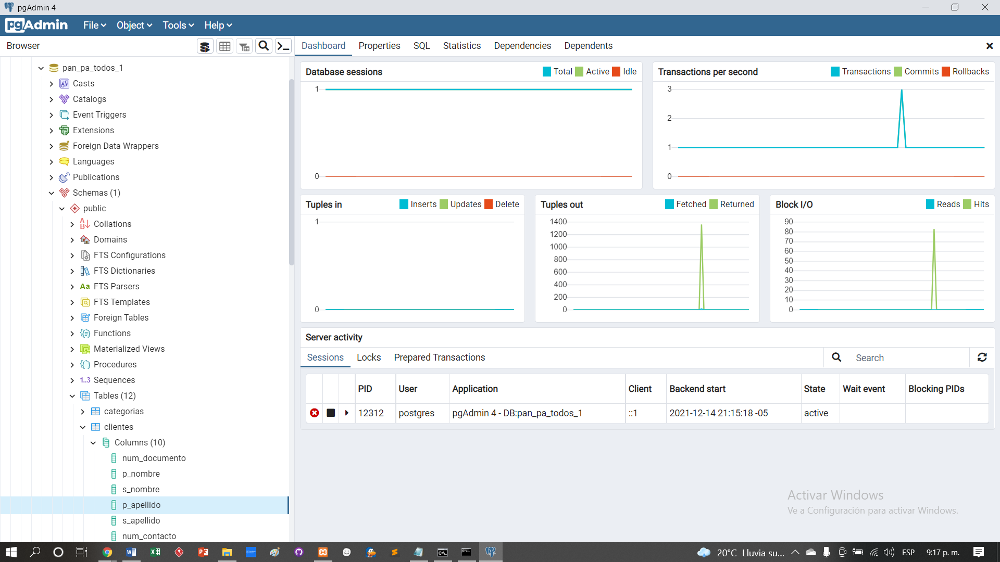 pgAdmin 4
pgAdmin File Object Tools Help
Browser
Dashboard Properties SQL Statistics Dependencies Dependents
pan_pa_todos_1
Casts
Catalogs
Event Triggers
Extensions
Foreign Data Wrappers
Languages
Publications
Schemas (1)
public
Collations
Domains
FTS Configurations
FTS Dictionaries
Aa FTS Parsers
FTS Templates
Foreign Tables
Functions
Materialized Views
Procedures
1..3 Sequences
Tables (12)
categorias
clientes
Columns (10)
num_documento
p_nombre
s_nombre
p_apellido
s_apellido
num_contacto
Database sessions Total Active Idle
1
0
Transactions per second Transactions Commits Rollbacks
3
2
1
0
Tuples in Inserts Updates Delete
1
0
Tuples out Fetched Returned
1400
1200
1000
800
600
400
200
0
Block I/O Reads Hits
90
80
70
60
50
40
30
20
10
0
Server activity
Sessions Locks Prepared Transactions Search
PID User Application Client Backend start State Wait event Blocking PIDs
12312 postgres pgAdmin 4 - DB:pan_pa_todos_1 ::1 2021-12-14 21:15:18 -05 active
Activar Windows
Ve a Configuración para activar Windows.
20°C Lluvia su... ESP 9:17 p. m.